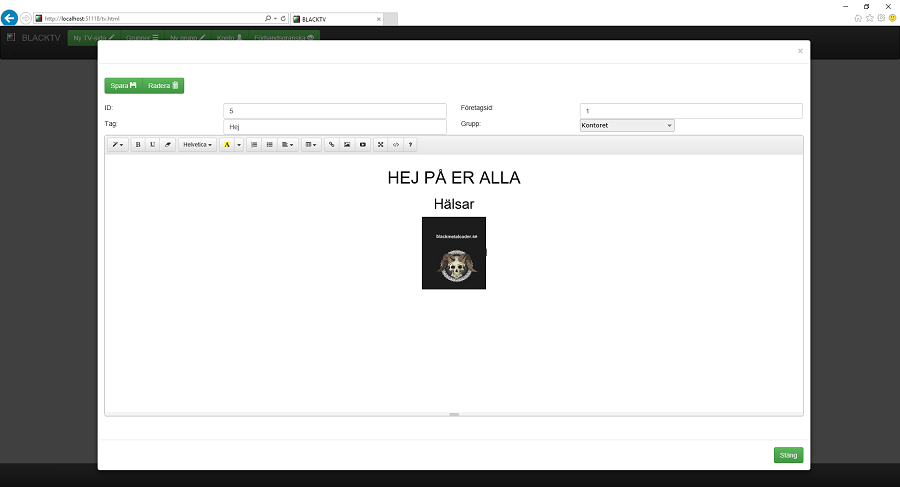 http://localhost:51118/tv.html
BLACKTV
BLACKTV Ny TV-sida Grupper Ny grupp Konto Förhandsgranska
Spara Radera
ID: 5 Företagsid: 1
Tag: Hej Grupp: Kontoret
B U Helvetica A ?
HEJ PÅ ER ALLA
Hälsar
blackmetalcoder.se
Stäng